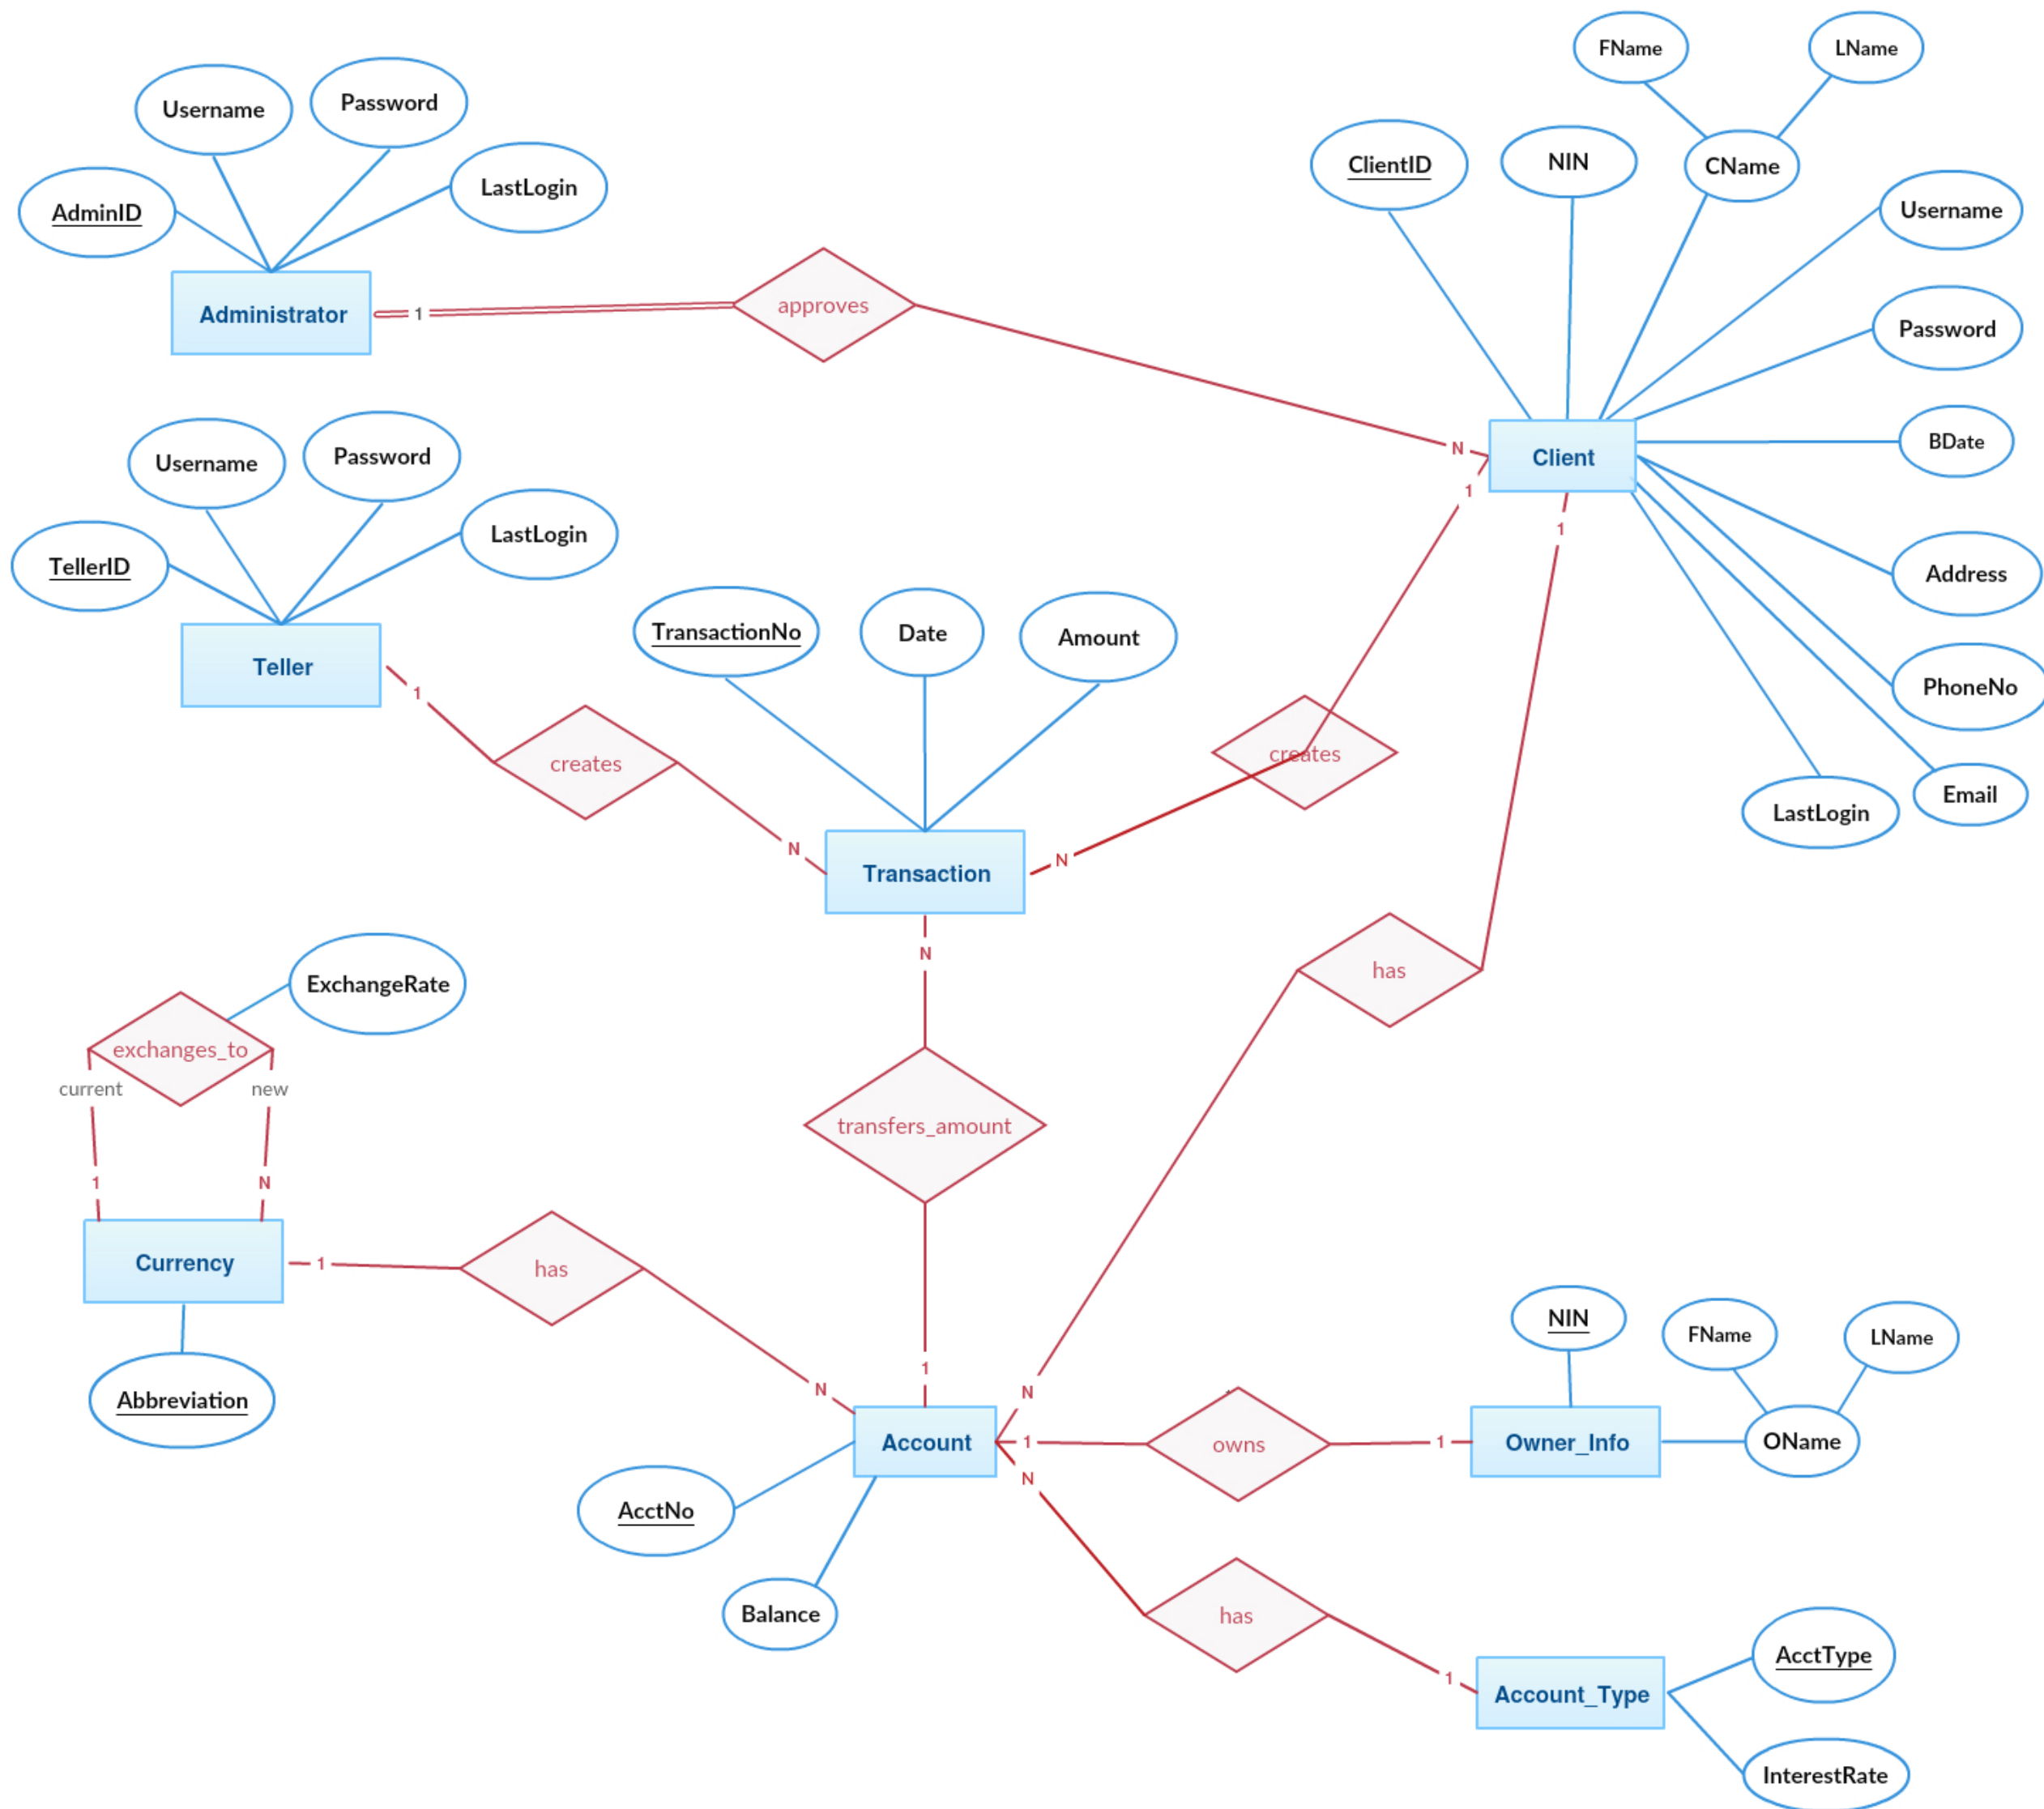 FName
LName
Username
Password
ClientID
NIN
CName
AdminID
LastLogin
Username
Administrator
1
approves
Password
Client
N
1
1
BDate
Username
Password
TellerID
LastLogin
Address
Teller
1
TransactionNo
Date
Amount
PhoneNo
creates
creates
LastLogin
Email
N
N
Transaction
N
has
ExchangeRate
exchanges_to
current
new
transfers_amount
1
N
Currency
1
has
N
1
N
Abbreviation
NIN
FName
LName
Account
1
owns
1
Owner_Info
OName
N
AcctNo
Balance
has
1
Account_Type
AcctType
InterestRate